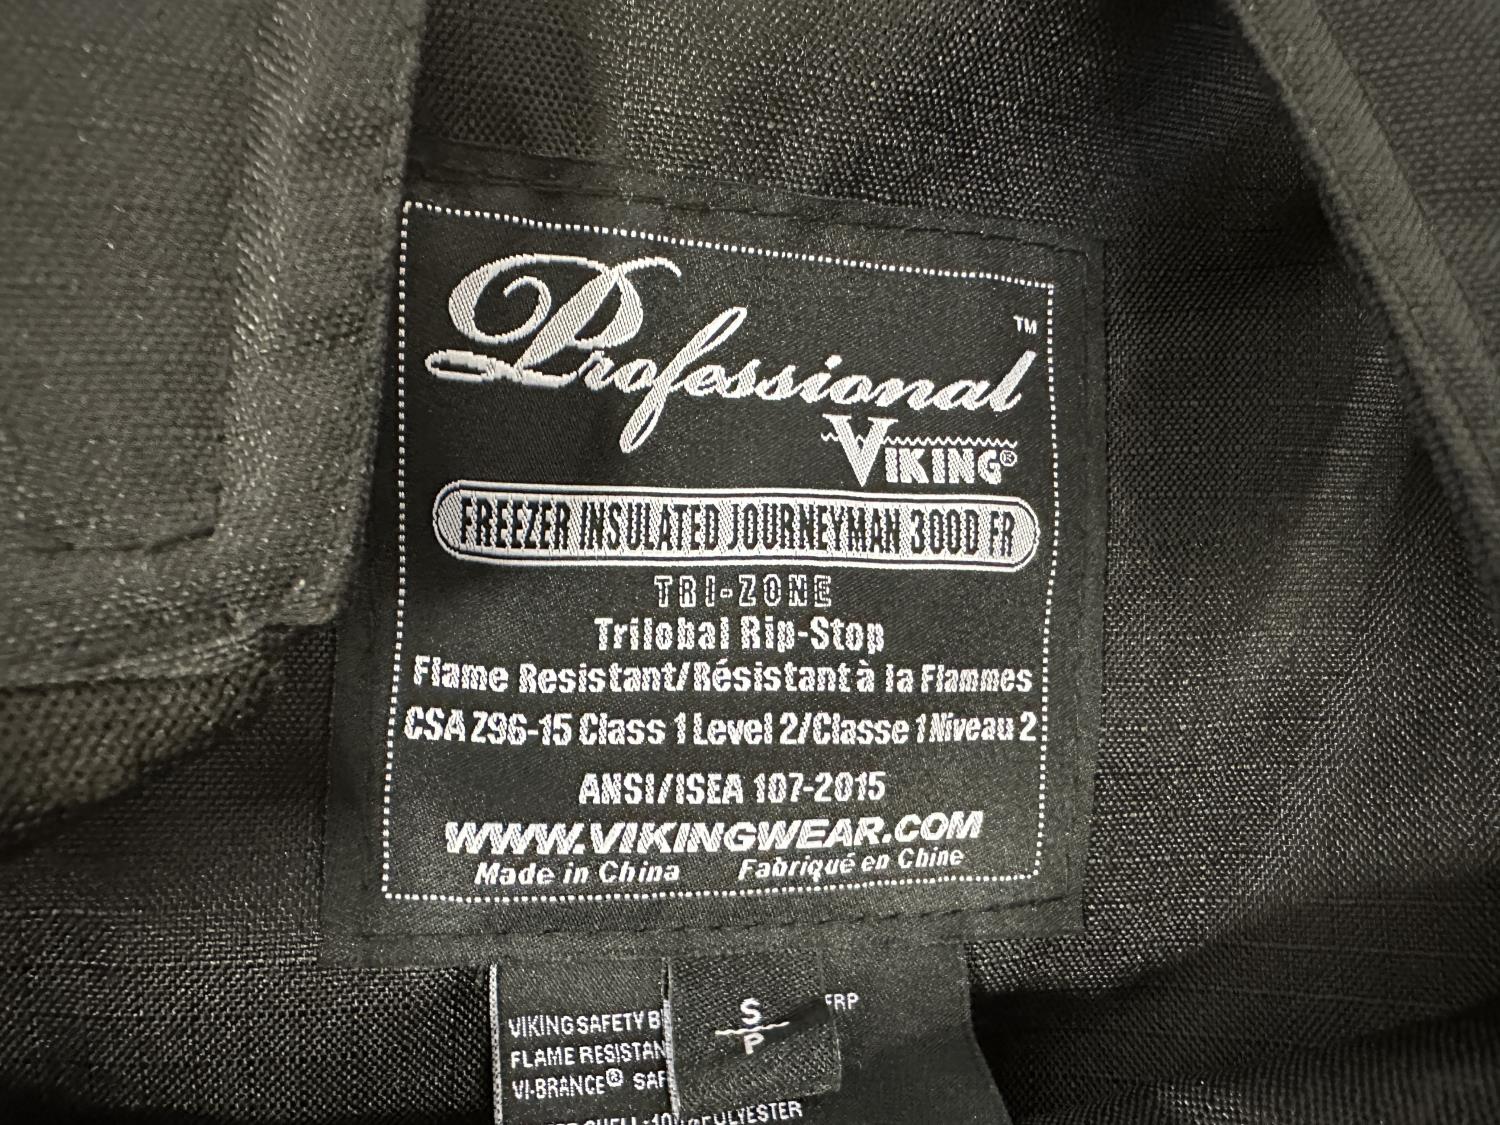 Professional™
VIKING®
FREEZER INSULATED JOURNEYMAN 300D FR
TRI-ZONE
Trilobal Rip-Stop
Flame Resistant/Résistant à la Flammes
CSA Z96-15 Class 1 Level 2/Classe 1 Niveau 2
ANSI/ISEA 107-2015
WWW.VIKINGWEAR.COM
Made in China Fabriqué en Chine
S
P
FRP
VIKING SAFETY B
FLAME RESISTAN
VI-BRANCE® SAF
POLYESTER